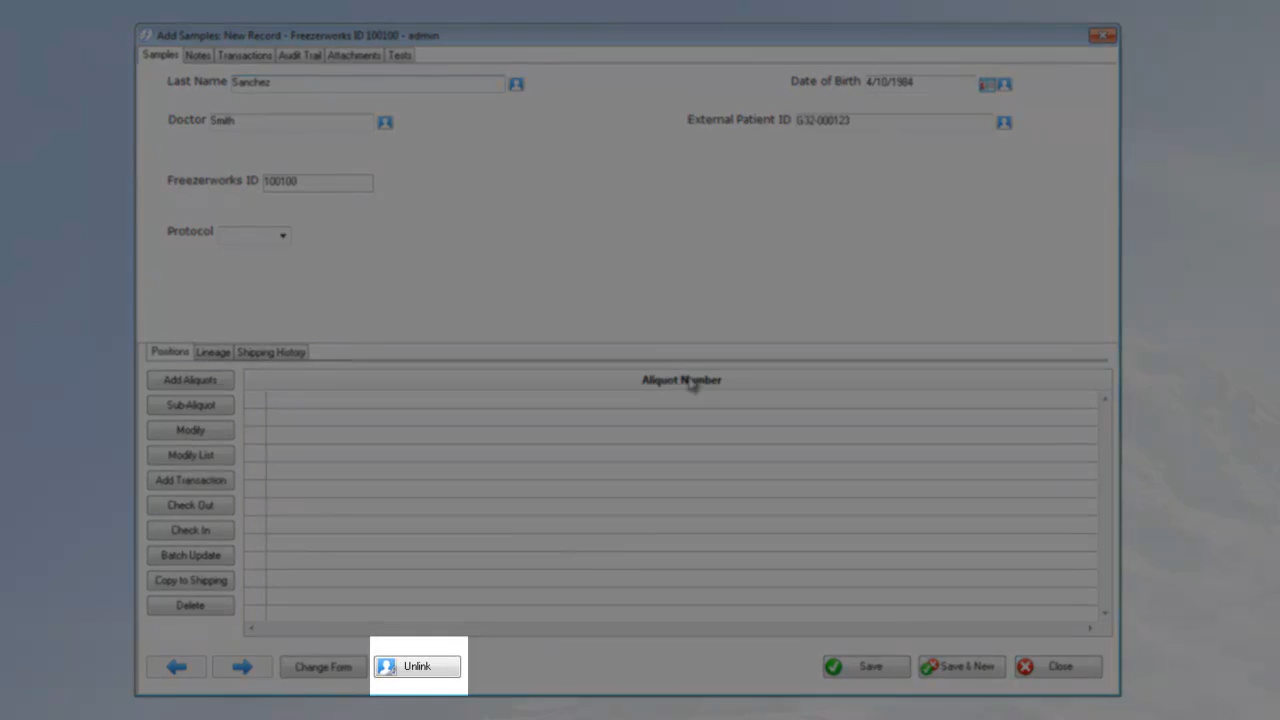 Add Samples: New Record - Freezerworks ID 100100 - admin
Samples Notes Transactions Audit Trail Attachments Tests
Last Name Sanchez
Date of Birth 4/10/1984
Doctor Smith
External Patient ID G32-000123
Freezerworks ID 100100
Protocol
Positions Lineage Shipping History
Add Aliquots
Aliquot Number
Sub-Aliquot
Modify
Modify List
Add Transaction
Check Out
Check In
Batch Update
Copy to Shipping
Delete
Change Form
Unlink
Save
Save & New
Close